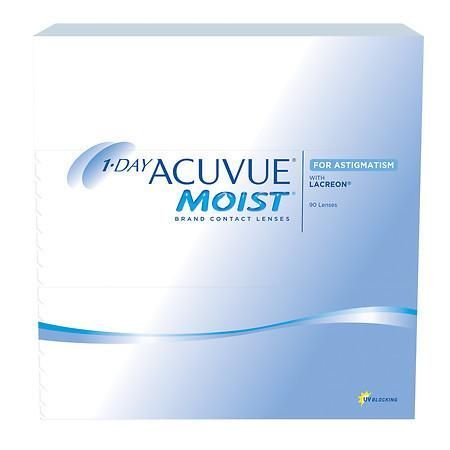 1·DAY ACUVUE®
MOIST®
BRAND CONTACT LENSES
FOR ASTIGMATISM
WITH
LACREON®
90 Lenses
UV BLOCKING